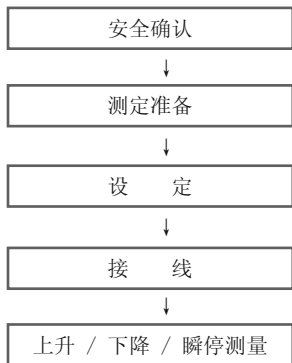 安全确认
↓
测定准备
↓
设　　定
↓
接　　线
↓
上升 / 下降 / 瞬停测量